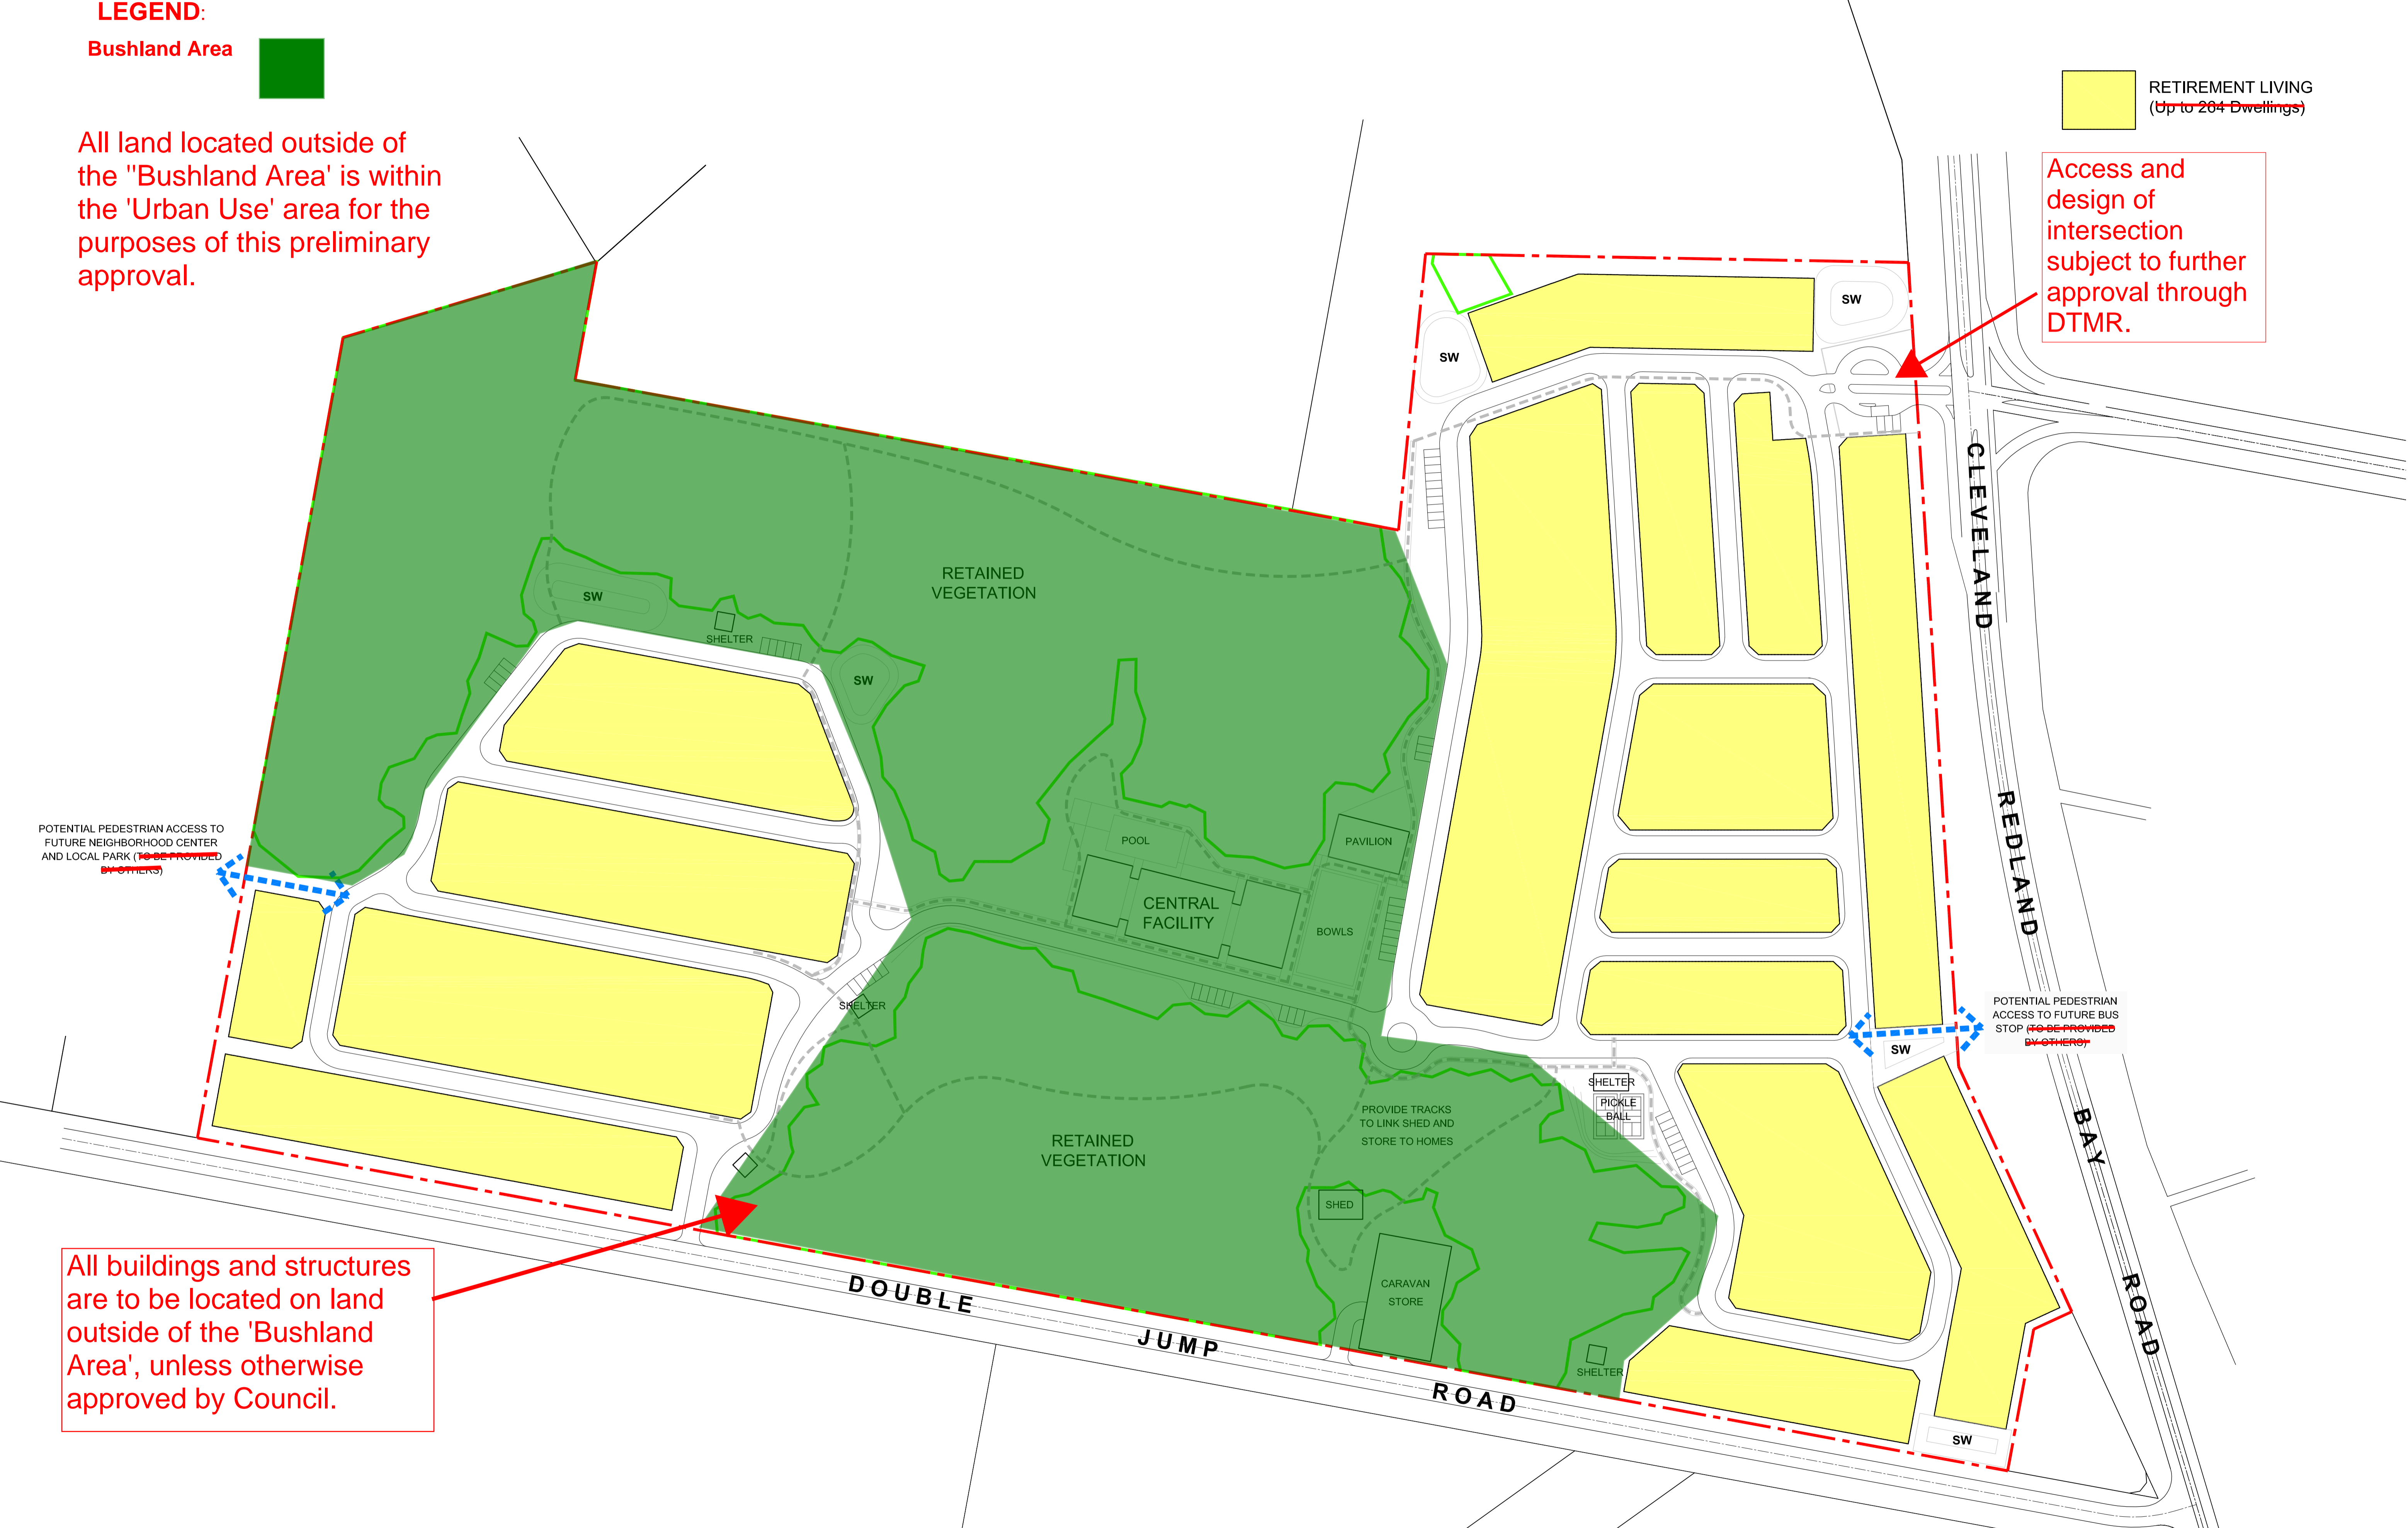 LEGEND:
Bushland Area
All land located outside of
the "Bushland Area' is within
the 'Urban Use' area for the
purposes of this preliminary
approval.
RETIREMENT LIVING
(Up to 264 Dwellings)
Access and
design of
intersection
subject to further
approval through
DTMR.
SW
SW
CLEVELAND
REDLAND
BAY
ROAD
RETAINED
VEGETATION
SW
SHELTER
SW
POTENTIAL PEDESTRIAN ACCESS TO
FUTURE NEIGHBORHOOD CENTER
AND LOCAL PARK (TO BE PROVIDED
BY OTHERS)
POOL
PAVILION
CENTRAL
FACILITY
BOWLS
SHELTER
POTENTIAL PEDESTRIAN
ACCESS TO FUTURE BUS
STOP (TO BE PROVIDED
BY OTHERS)
SW
SHELTER
PICKLE
BALL
PROVIDE TRACKS
TO LINK SHED AND
STORE TO HOMES
RETAINED
VEGETATION
SHED
CARAVAN
STORE
SHELTER
SW
All buildings and structures
are to be located on land
outside of the 'Bushland
Area', unless otherwise
approved by Council.
DOUBLE
JUMP
ROAD